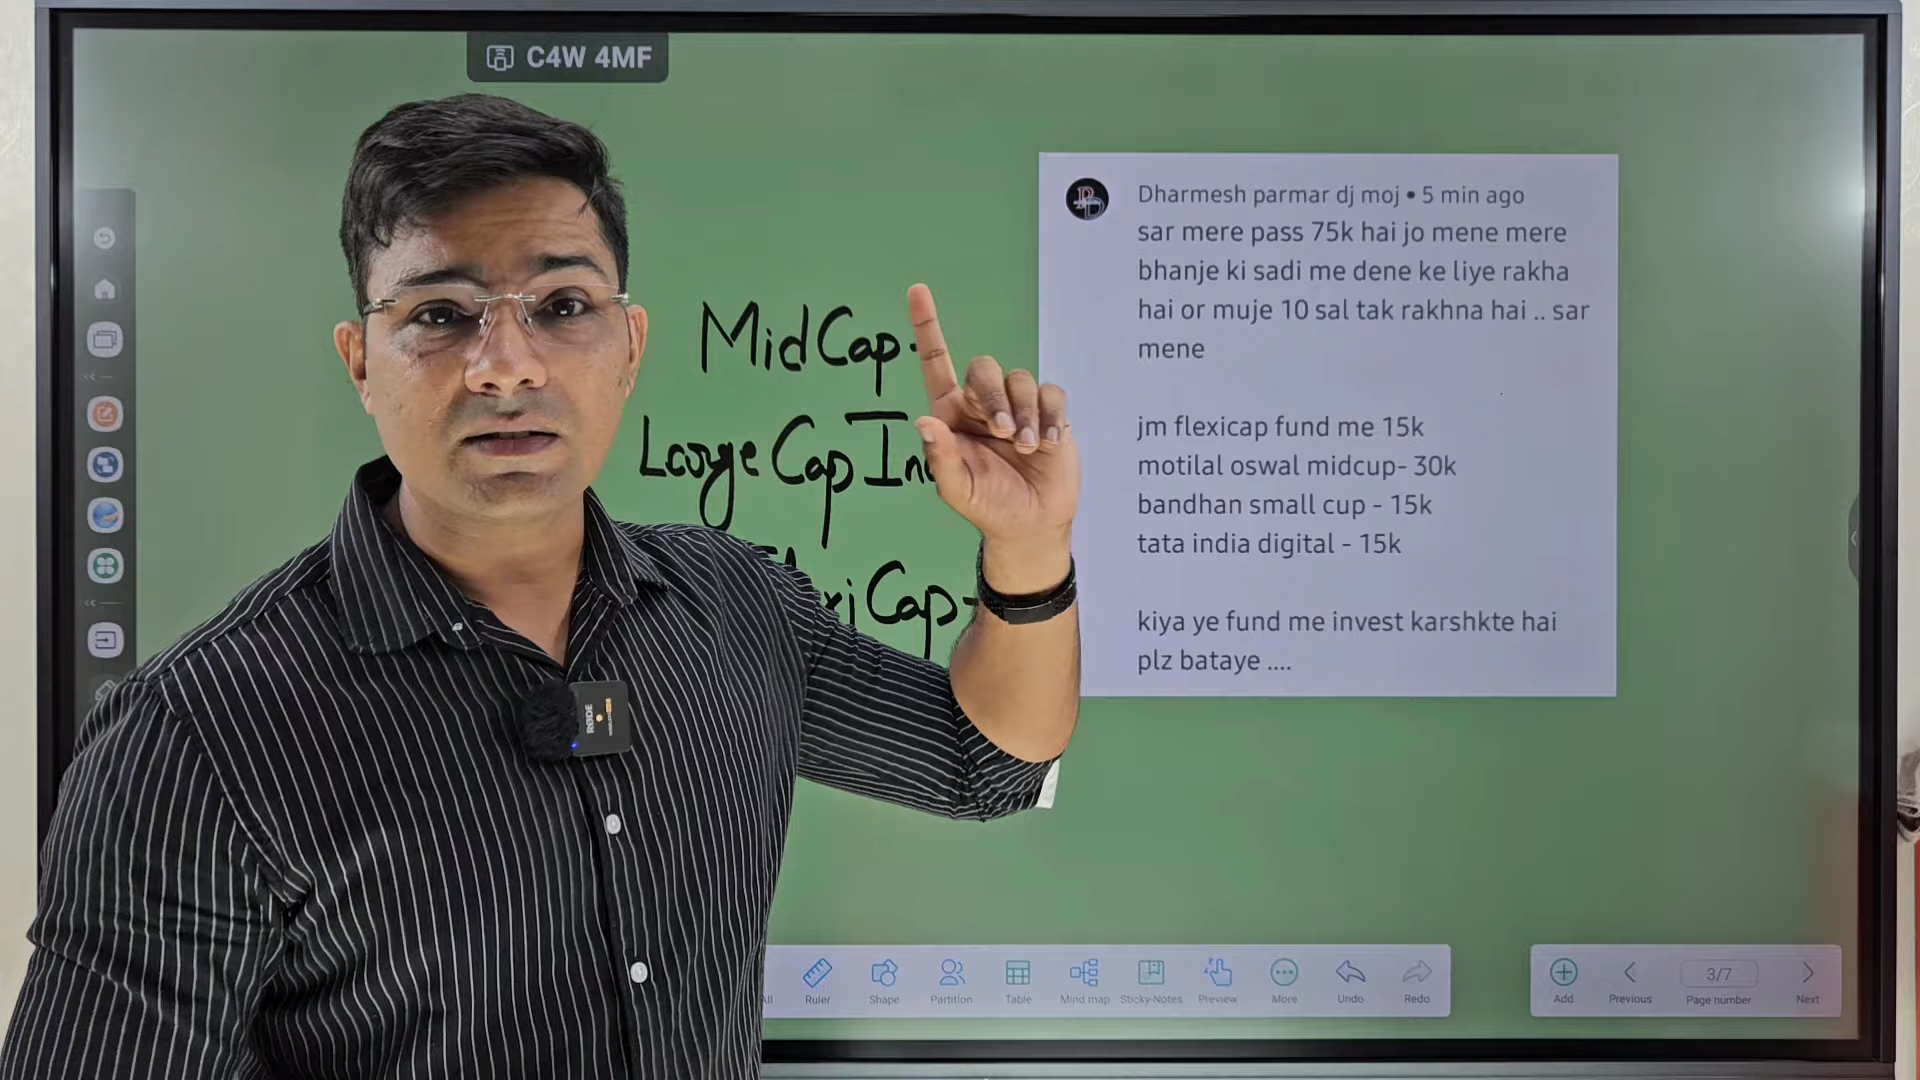 C4W 4MF
MidCap-
Large Cap In
xiCap-
Dharmesh parmar dj moj • 5 min ago
sar mere pass 75k hai jo mene mere
bhanje ki sadi me dene ke liye rakha
hai or muje 10 sal tak rakhna hai .. sar
mene
jm flexicap fund me 15k
motilal oswal midcup- 30k
bandhan small cup - 15k
tata india digital - 15k
kiya ye fund me invest karshkte hai
plz bataye ....
RØDE
Ruler Shape Partition Table Mind map Sticky-Notes Preview More Undo Redo
Add Previous 3/7 Page number Next